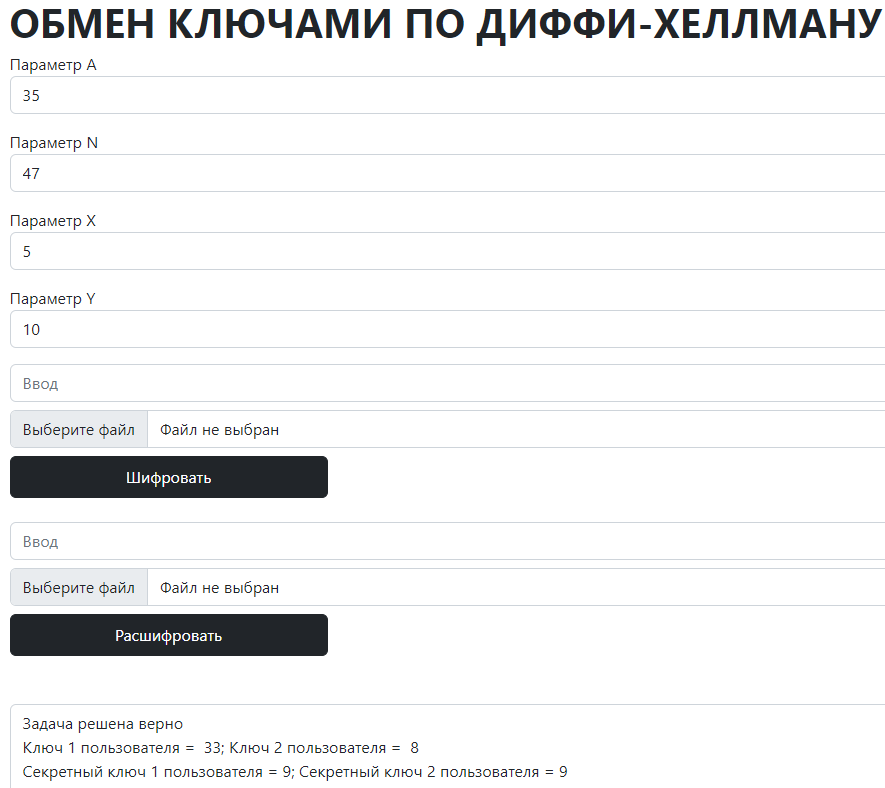 ОБМЕН КЛЮЧАМИ ПО ДИФФИ-ХЕЛЛМАНУ
Параметр A
35
Параметр N
47
Параметр X
5
Параметр Y
10
Ввод
Выберите файл Файл не выбран
Шифровать
Ввод
Выберите файл Файл не выбран
Расшифровать
Задача решена верно
Ключ 1 пользователя = 33; Ключ 2 пользователя = 8
Секретный ключ 1 пользователя = 9; Секретный ключ 2 пользователя = 9